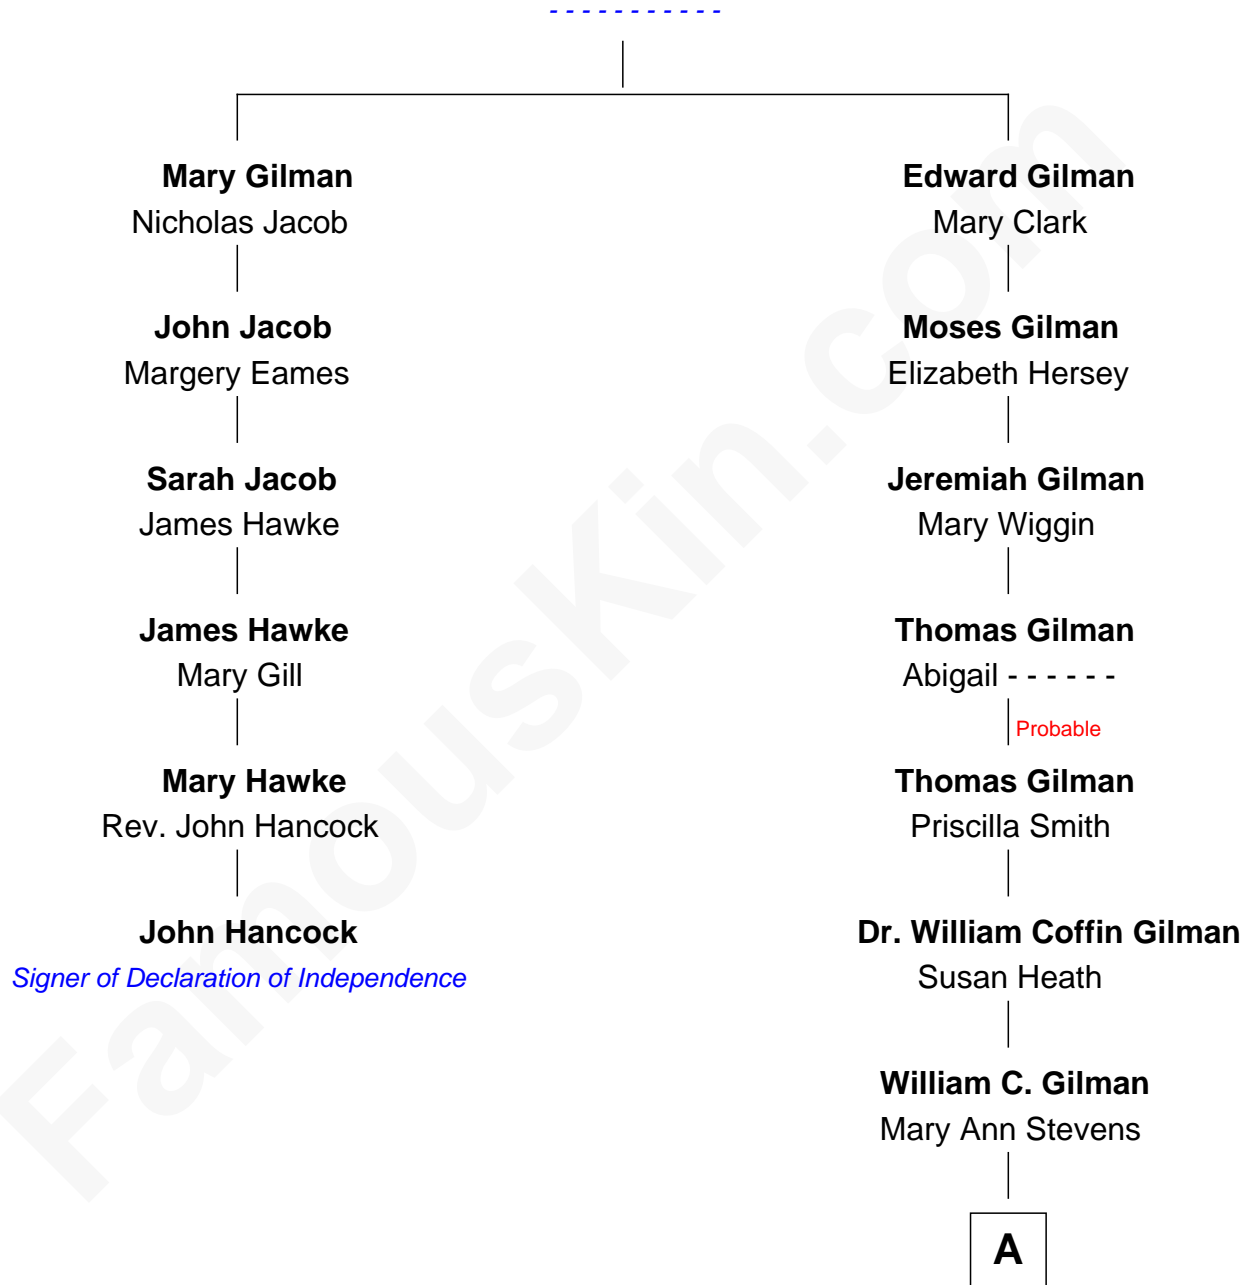 - - - - - - - - - - -
Mary Gilman
Nicholas Jacob
John Jacob
Margery Eames
Sarah Jacob
James Hawke
James Hawke
Mary Gill
Mary Hawke
Rev. John Hancock
John Hancock
Signer of Declaration of Independence
Edward Gilman
Mary Clark
Moses Gilman
Elizabeth Hersey
Jeremiah Gilman
Mary Wiggin
Thomas Gilman
Abigail - - - - - -
Probable
Thomas Gilman
Priscilla Smith
Dr. William Coffin Gilman
Susan Heath
William C. Gilman
Mary Ann Stevens
A
FamousKin.com